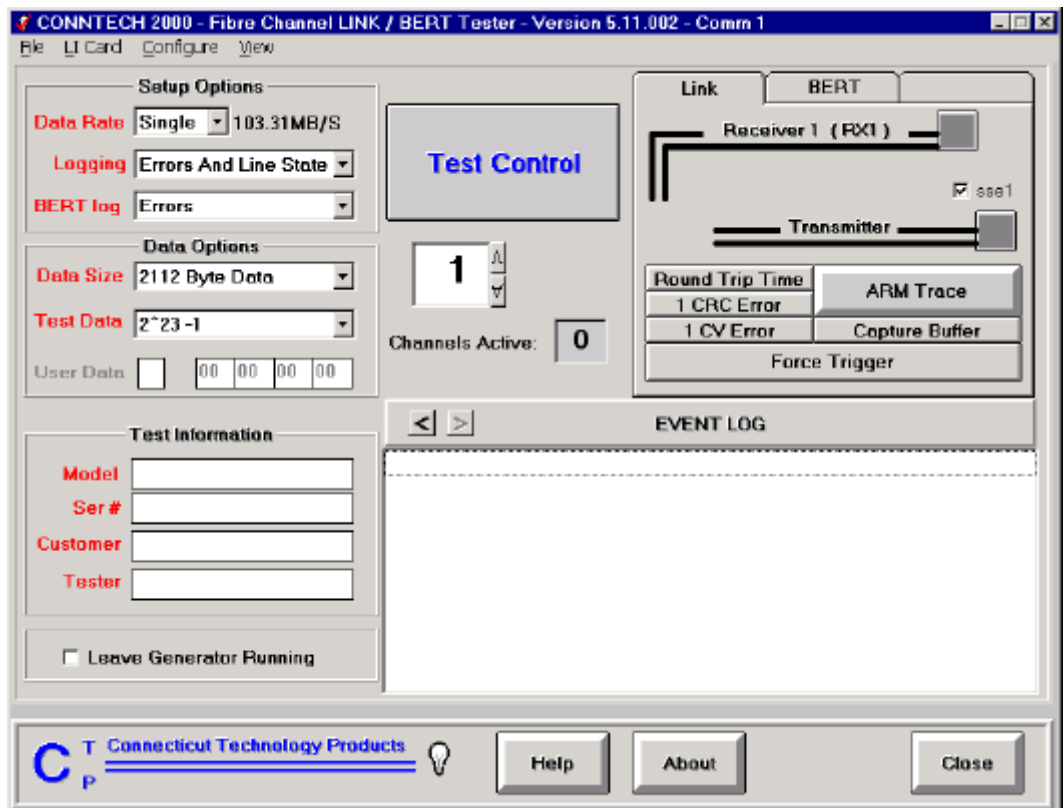 CONNTECH 2000 - Fibre Channel LINK / BERT Tester - Version 5.11.002 - Comm 1
File LI Card Configure View
Setup Options
Data Rate Single 103.31MB/S
Logging Errors And Line State
BERT log Errors
Data Options
Data Size 2112 Byte Data
Test Data 2^23 -1
User Data 00 00 00 00
Test Information
Model
Ser #
Customer
Tester
Leave Generator Running
Test Control
1
Channels Active: 0
Link BERT
Receiver 1 ( RX1 )
sse1
Transmitter
Round Trip Time
1 CRC Error
1 CV Error
ARM Trace
Capture Buffer
Force Trigger
< > EVENT LOG
C T P Connecticut Technology Products
Help About Close